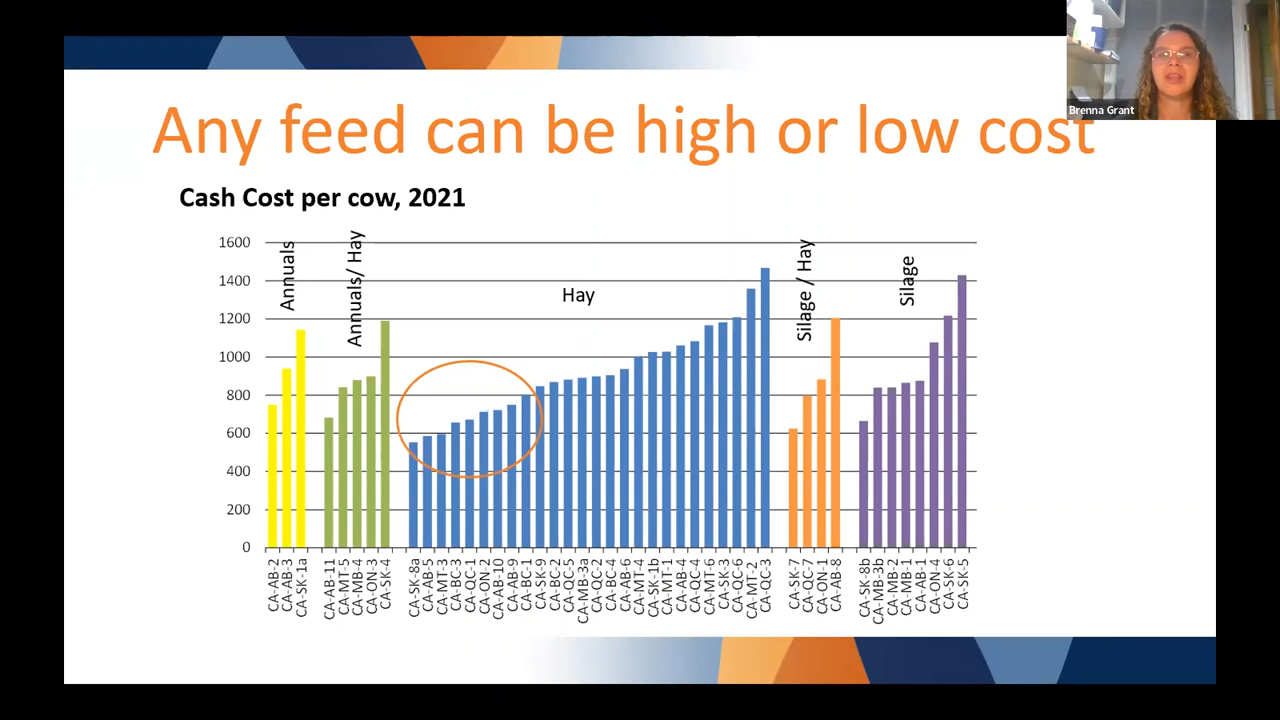 Brenna Grant
Any feed can be high or low cost
Cash Cost per cow, 2021
1600
1400
1200
1000
800
600
400
200
0
Annuals
Annuals/ Hay
Hay
Silage / Hay
Silage
CA-AB-2
CA-AB-3
CA-SK-1a
CA-AB-11
CA-MT-5
CA-MB-4
CA-ON-3
CA-SK-4
CA-SK-8a
CA-AB-5
CA-MT-3
CA-BC-3
CA-QC-1
CA-ON-2
CA-AB-10
CA-AB-9
CA-BC-1
CA-SK-9
CA-BC-2
CA-QC-5
CA-MB-3a
CA-QC-2
CA-BC-4
CA-AB-6
CA-MT-4
CA-SK-1b
CA-MT-1
CA-AB-4
CA-QC-4
CA-MT-6
CA-SK-3
CA-QC-6
CA-MT-2
CA-QC-3
CA-SK-7
CA-QC-7
CA-ON-1
CA-AB-8
CA-SK-8b
CA-MB-3b
CA-MB-2
CA-MB-1
CA-AB-1
CA-ON-4
CA-SK-6
CA-SK-5